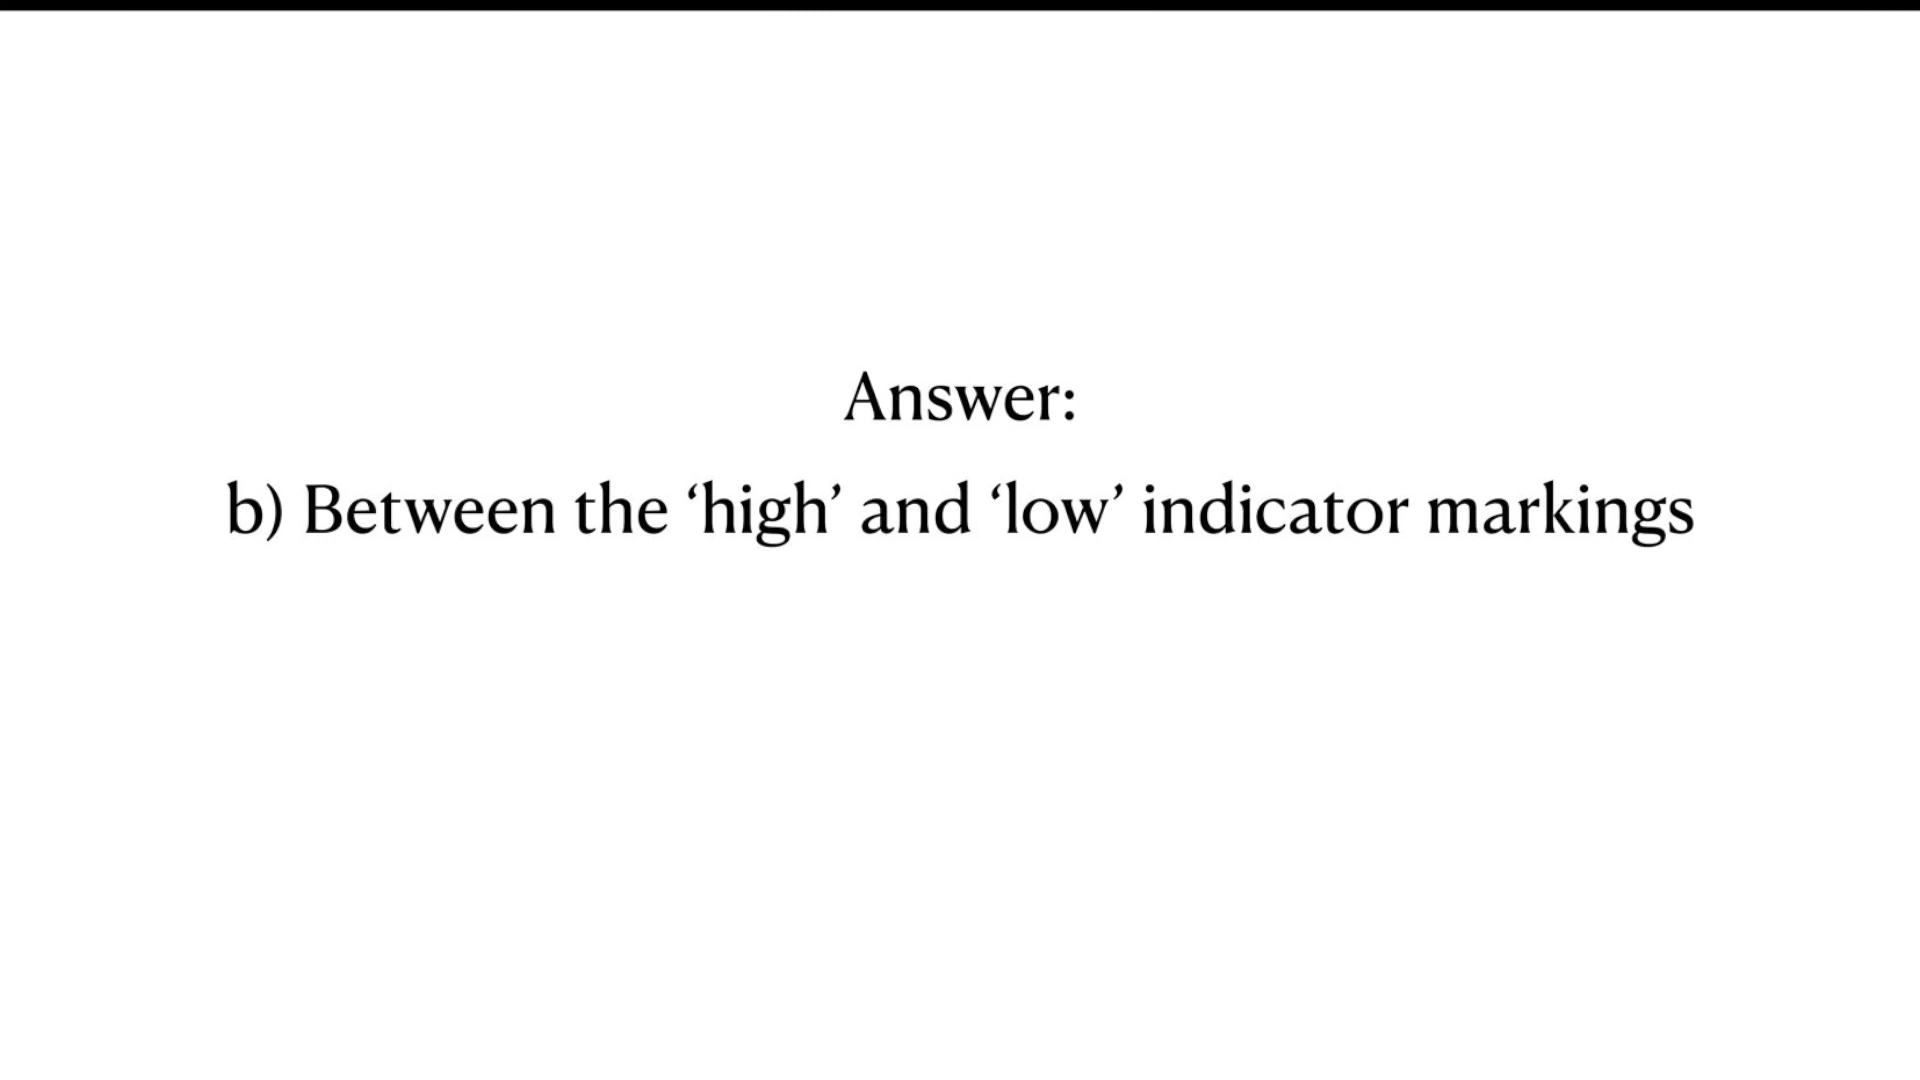 Answer:
b) Between the ‘high’ and ‘low’ indicator markings